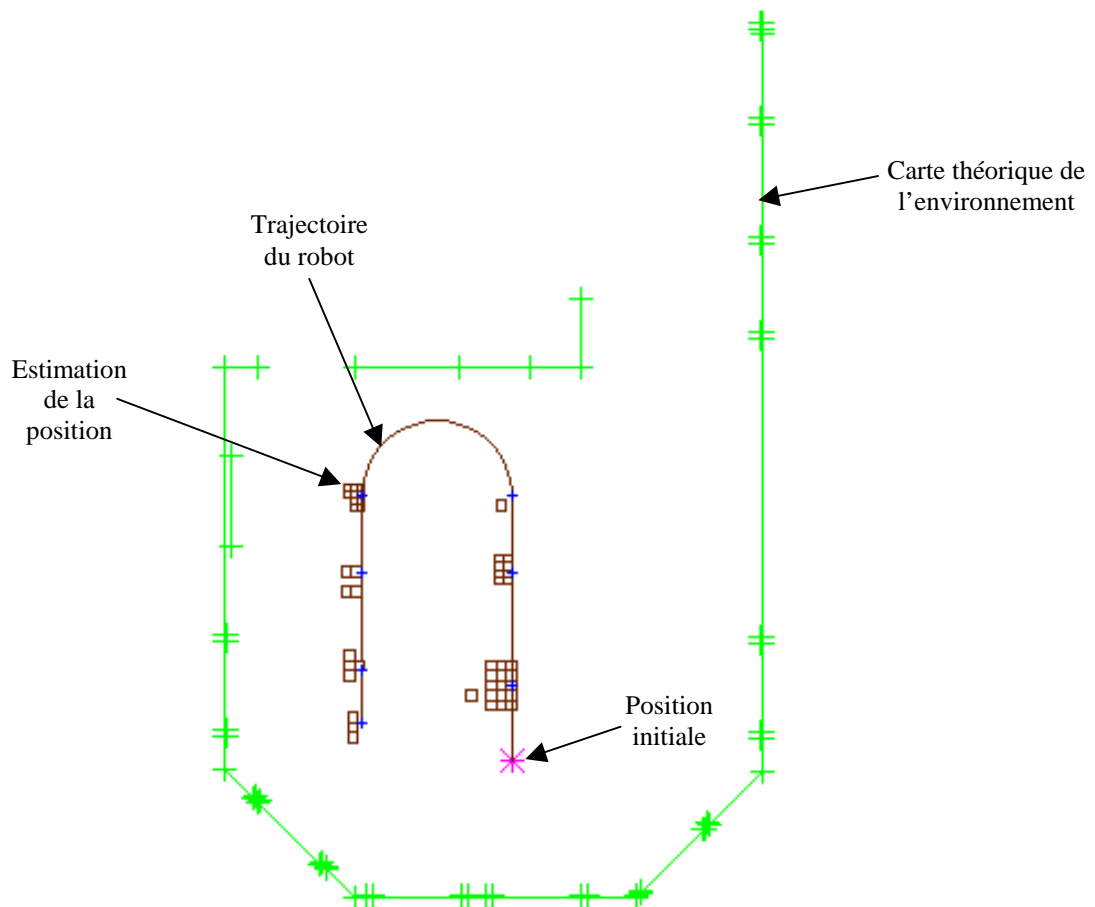 Carte théorique de
l’environnement
Trajectoire
du robot
Estimation
de la
position
Position
initiale